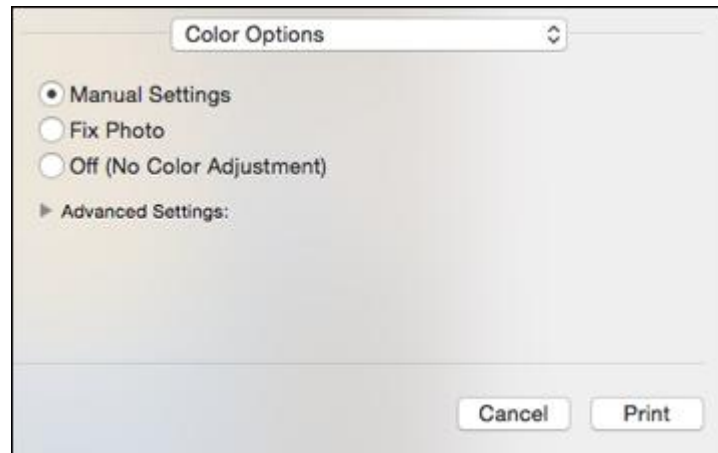 Color Options
Manual Settings
Fix Photo
Off (No Color Adjustment)
Advanced Settings:
Cancel Print